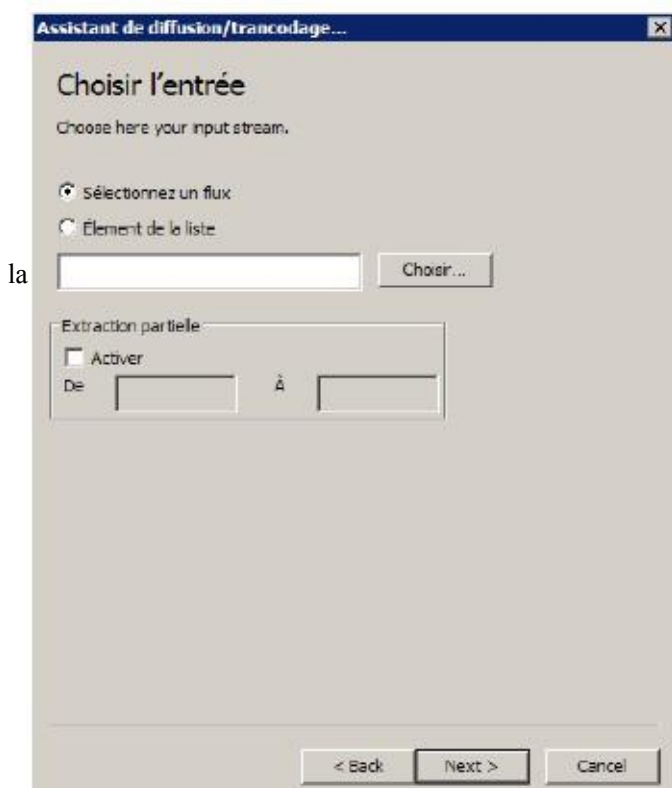 Assistant de diffusion/trancodage...
Choisir l'entrée
Choose here your input stream.
Sélectionnez un flux
Élement de la liste
la
Choisir...
Extraction partielle
Activer
De À
< Back Next > Cancel